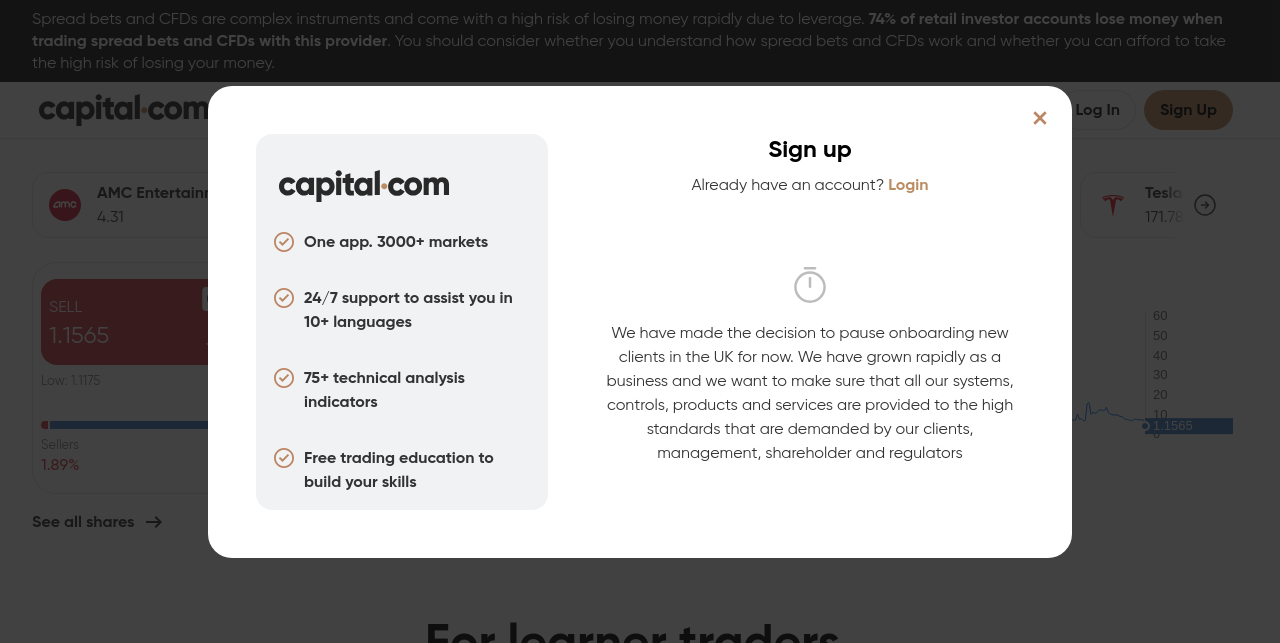 Spread bets and CFDs are complex instruments and come with a high risk of losing money rapidly due to leverage. 74% of retail investor accounts lose money when
trading spread bets and CFDs with this provider. You should consider whether you understand how spread bets and CFDs work and whether you can afford to take
the high risk of losing your money.
capital.com
Log In
Sign Up
AMC
4.31
amc
Tesla
171.78
SELL
1.1565
Low: 1.1175
Sellers
1.89%
See all shares
60
50
40
30
20
10
1.1565
capital.com
One app. 3000+ markets
24/7 support to assist you in
10+ languages
75+ technical analysis
indicators
Free trading education to
build your skills
Sign up
Already have an account? Login
We have made the decision to pause onboarding new
clients in the UK for now. We have grown rapidly as a
business and we want to make sure that all our systems,
controls, products and services are provided to the high
standards that are demanded by our clients,
management, shareholder and regulators
For learner traders